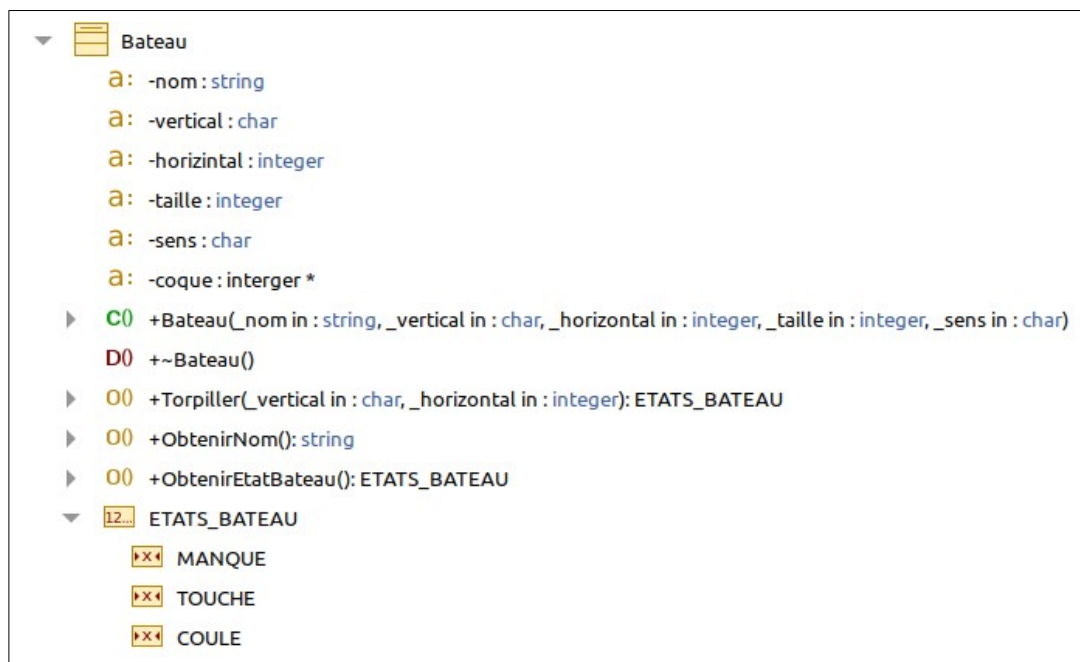 Bateau
a: -nom : string
a: -vertical : char
a: -horizintal : integer
a: -taille : integer
a: -sens : char
a: -coque : interger *
C() +Bateau(_nom in : string, _vertical in : char, _horizontal in : integer, _taille in : integer, _sens in : char)
D() +~Bateau()
O() +Torpiller(_vertical in : char, _horizontal in : integer): ETATS_BATEAU
O() +ObtenirNom(): string
O() +ObtenirEtatBateau(): ETATS_BATEAU
12... ETATS_BATEAU
x MANQUE
x TOUCHE
x COULE